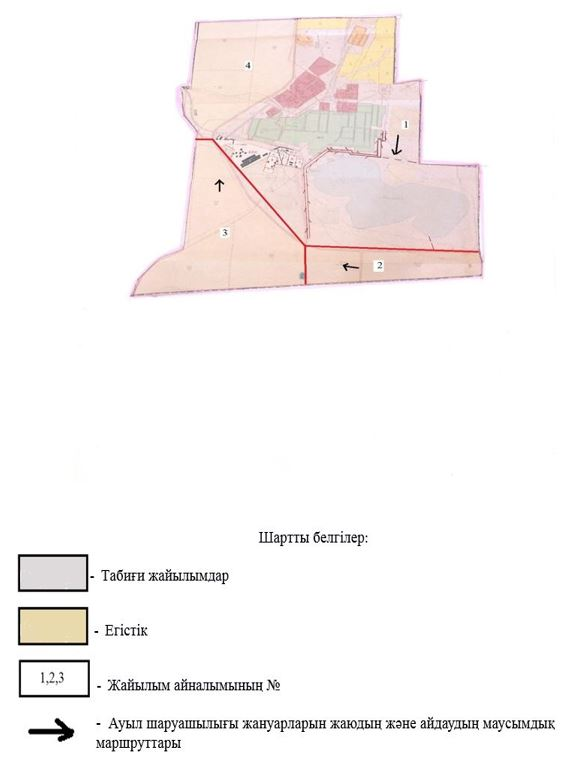 4
1
3
2
Шартты белгілер:
- Табиғи жайылымдар
- Егістік
1,2,3
- Жайылым айналымының №
- Ауыл шаруашылығы жануарларын жаюдың және айдаудың маусымдық
маршруттары